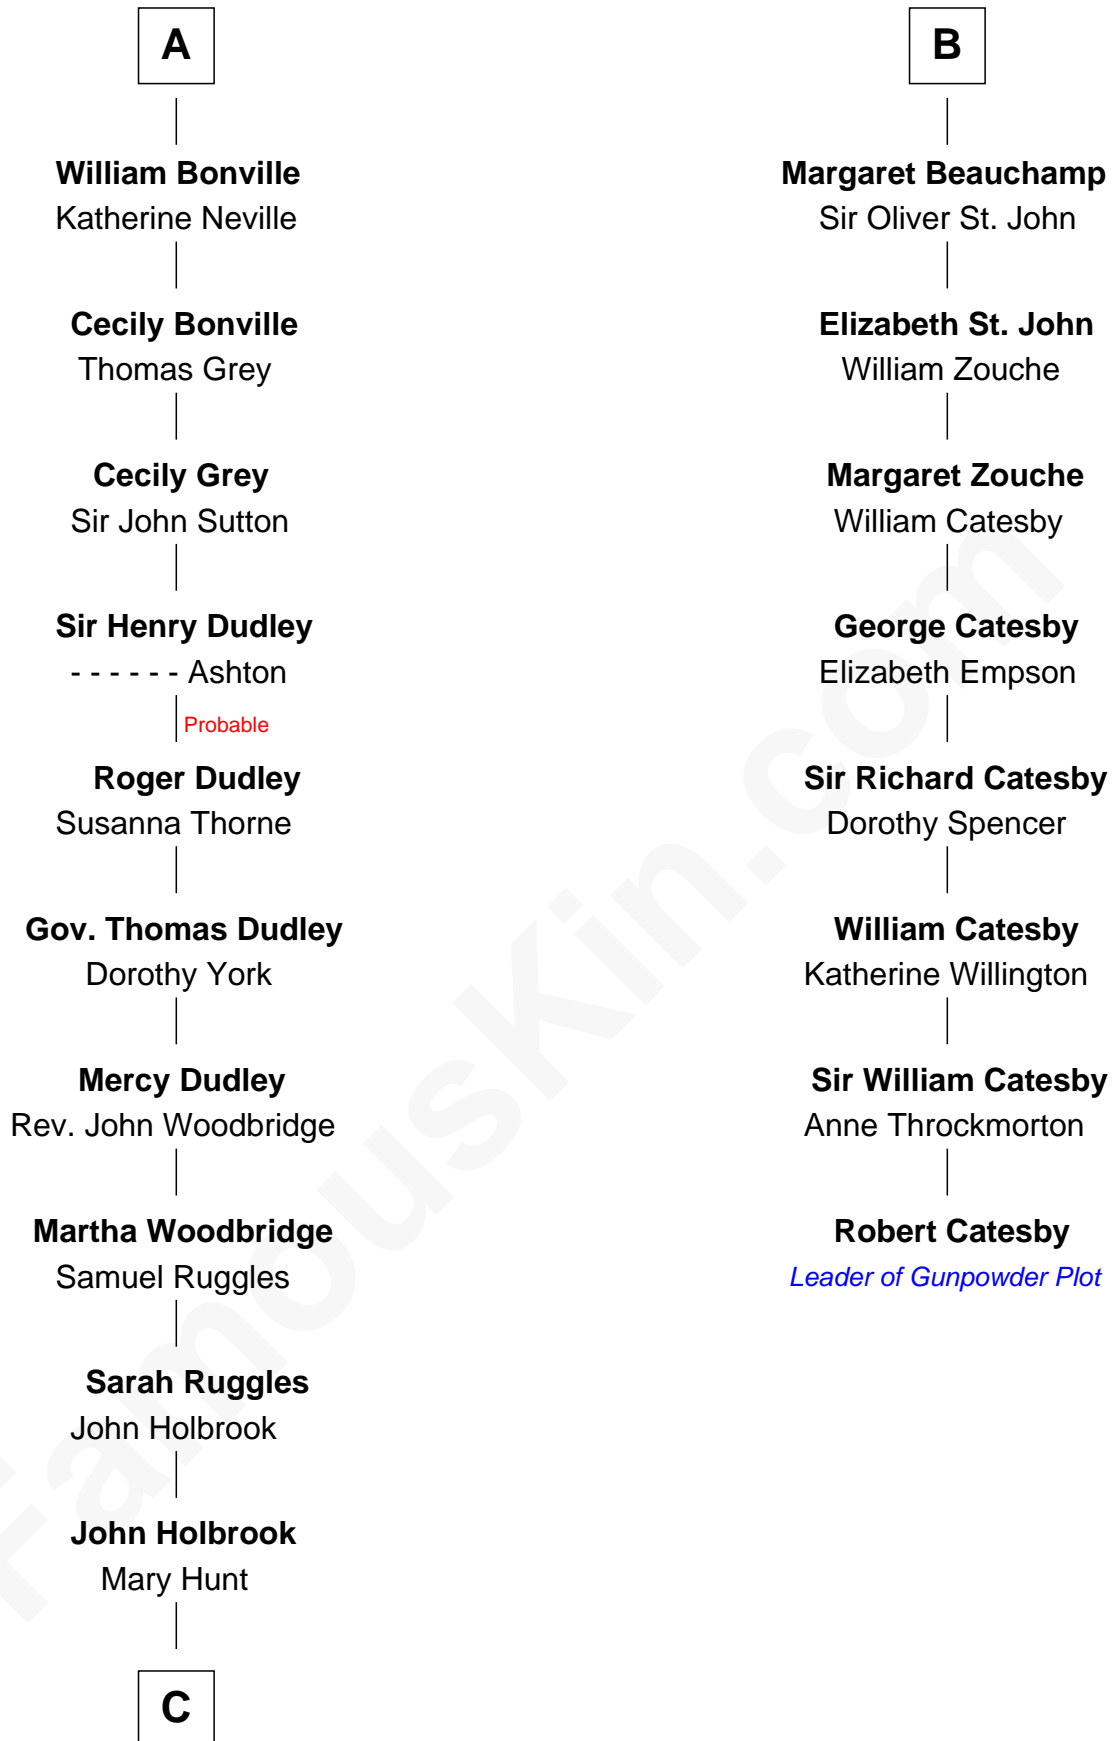 A
William Bonville
Katherine Neville
Cecily Bonville
Thomas Grey
Cecily Grey
Sir John Sutton
Sir Henry Dudley
- - - - - - Ashton
Probable
Roger Dudley
Susanna Thorne
Gov. Thomas Dudley
Dorothy York
Mercy Dudley
Rev. John Woodbridge
Martha Woodbridge
Samuel Ruggles
Sarah Ruggles
John Holbrook
John Holbrook
Mary Hunt
C
B
Margaret Beauchamp
Sir Oliver St. John
Elizabeth St. John
William Zouche
Margaret Zouche
William Catesby
George Catesby
Elizabeth Empson
Sir Richard Catesby
Dorothy Spencer
William Catesby
Katherine Willington
Sir William Catesby
Anne Throckmorton
Robert Catesby
Leader of Gunpowder Plot
FamousKin.com